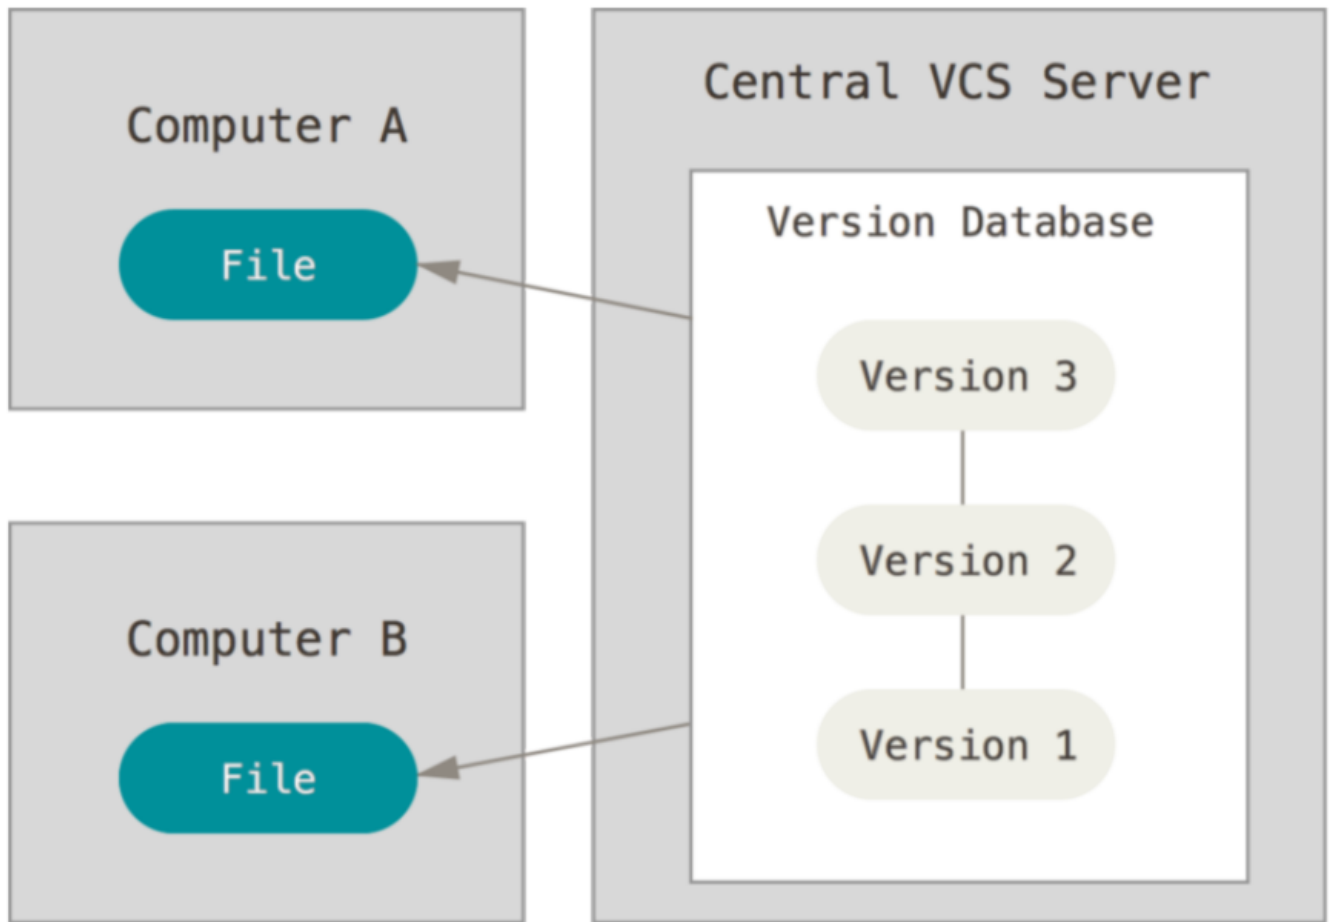 Computer A
File
Computer B
File
Central VCS Server
Version Database
Version 3
Version 2
Version 1